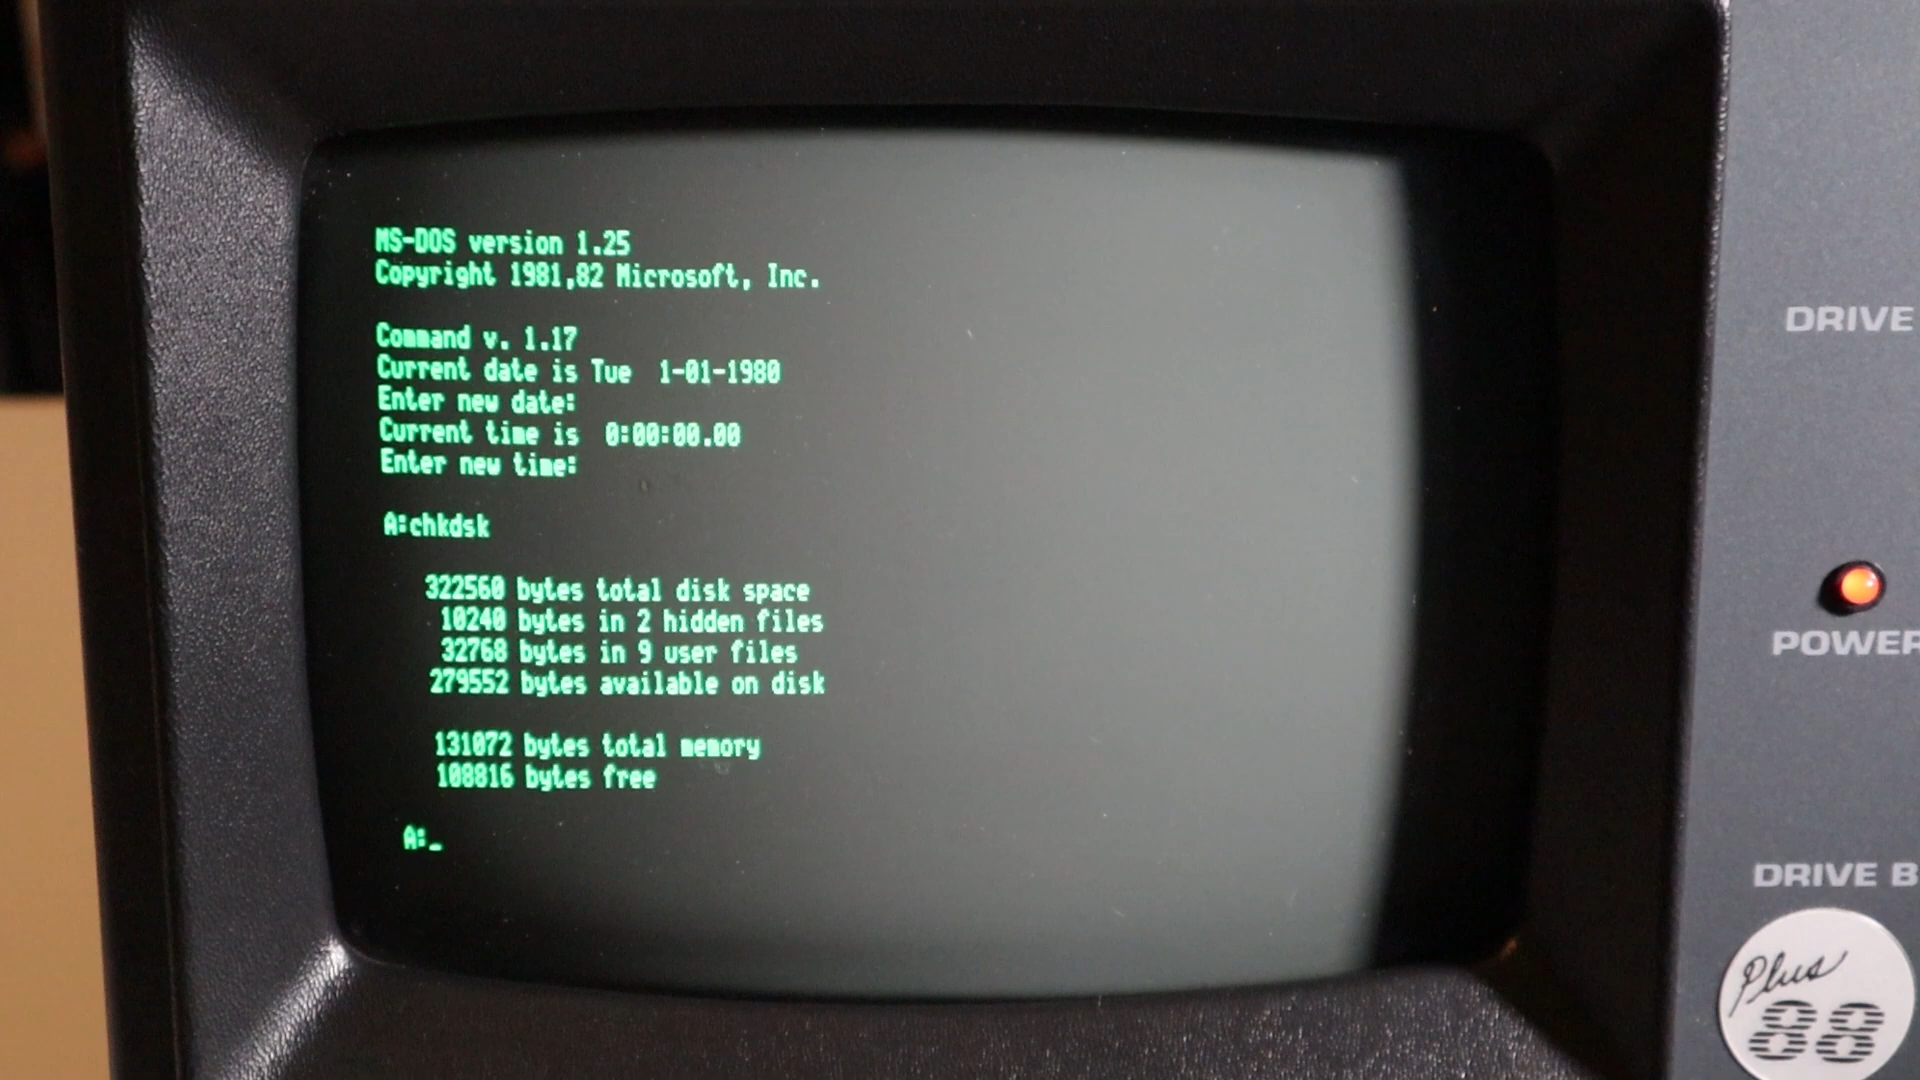 MS-DOS version 1.25
Copyright 1981,82 Microsoft, Inc.
Command v. 1.17
Current date is Tue  1-01-1980
Enter new date:
Current time is  0:00:00.00
Enter new time:
A:chkdsk
322560 bytes total disk space
10240 bytes in 2 hidden files
32768 bytes in 9 user files
279552 bytes available on disk
131072 bytes total memory
108816 bytes free
A:_
DRIVE
POWER
DRIVE B
Plus
88